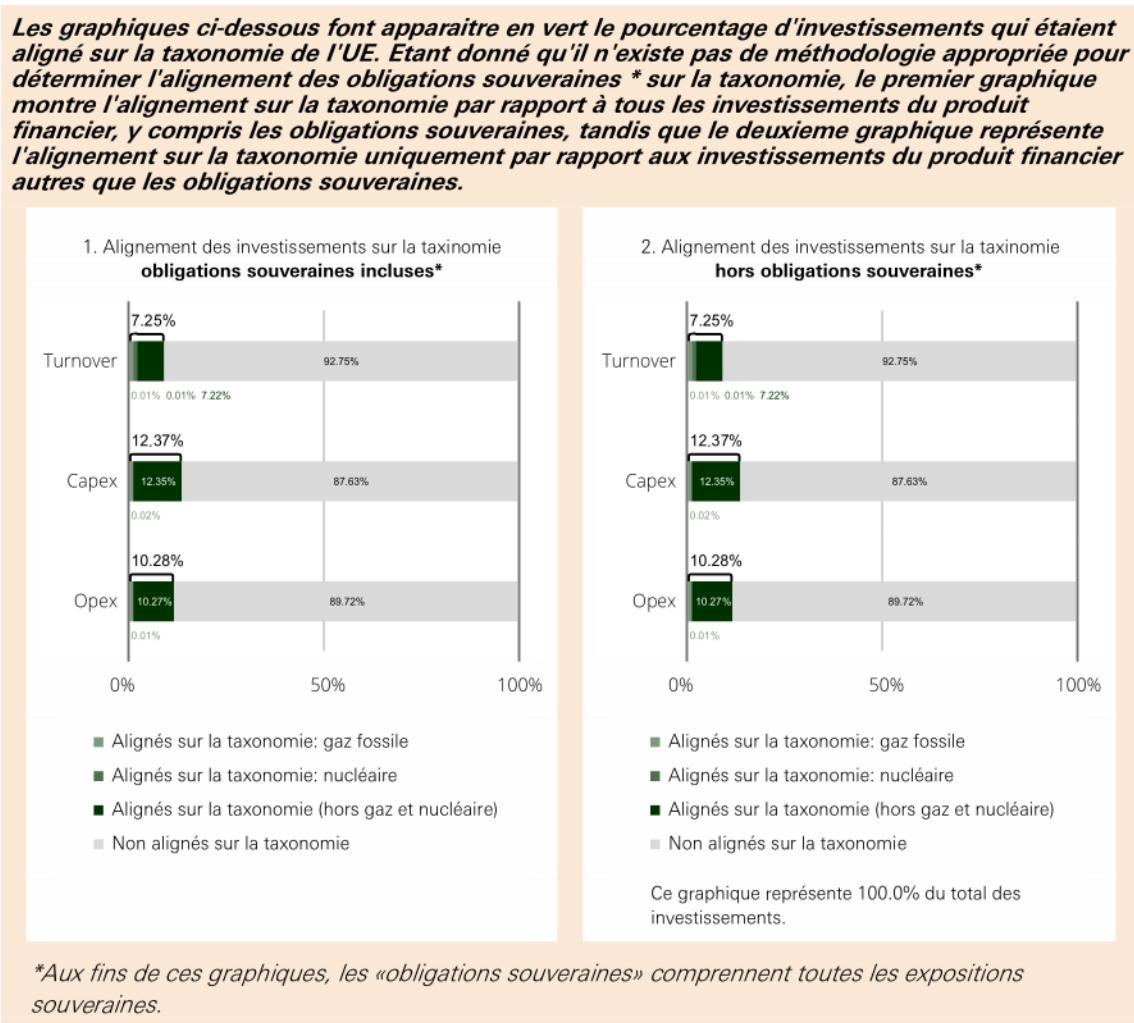 Les graphiques ci-dessous font apparaitre en vert le pourcentage d'investissements qui étaient
aligné sur la taxonomie de l'UE. Etant donné qu'il n'existe pas de méthodologie appropriée pour
déterminer l'alignement des obligations souveraines * sur la taxonomie, le premier graphique
montre l'alignement sur la taxonomie par rapport à tous les investissements du produit
financier, y compris les obligations souveraines, tandis que le deuxieme graphique représente
l'alignement sur la taxonomie uniquement par rapport aux investissements du produit financier
autres que les obligations souveraines.
1. Alignement des investissements sur la taxinomie
obligations souveraines incluses*
7.25%
Turnover
92.75%
0.01% 0.01% 7.22%
12.37%
Capex
12.35%
87.63%
0.02%
10.28%
Opex
10.27%
89.72%
0.01%
0%
50%
100%
Alignés sur la taxonomie: gaz fossile
Alignés sur la taxonomie: nucléaire
Alignés sur la taxonomie (hors gaz et nucléaire)
Non alignés sur la taxonomie
2. Alignement des investissements sur la taxinomie
hors obligations souveraines*
7.25%
Turnover
92.75%
0.01% 0.01% 7.22%
12.37%
Capex
12.35%
87.63%
0.02%
10.28%
Opex
10.27%
89.72%
0.01%
0%
50%
100%
Alignés sur la taxonomie: gaz fossile
Alignés sur la taxonomie: nucléaire
Alignés sur la taxonomie (hors gaz et nucléaire)
Non alignés sur la taxonomie
Ce graphique représente 100.0% du total des
investissements.
*Aux fins de ces graphiques, les «obligations souveraines» comprennent toutes les expositions
souveraines.